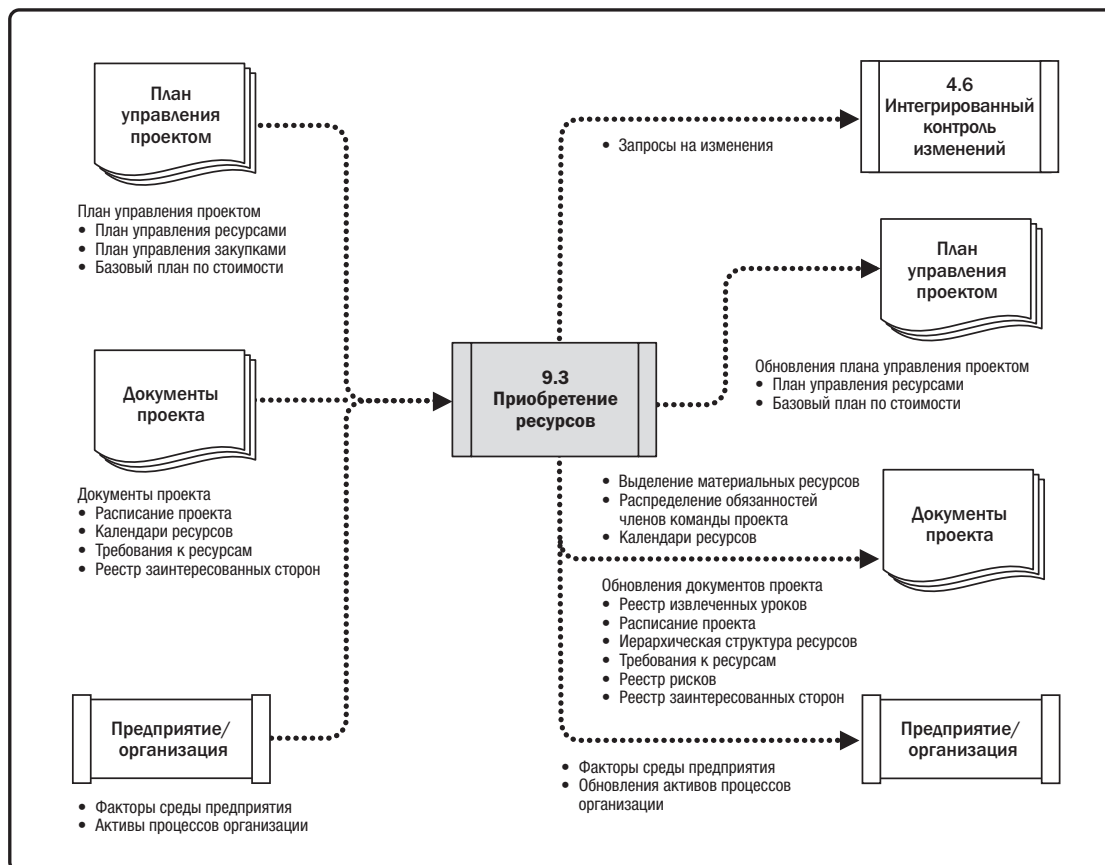 План
управления
проектом
План управления проектом
• План управления ресурсами
• План управления закупками
• Базовый план по стоимости
Документы
проекта
Документы проекта
• Расписание проекта
• Календари ресурсов
• Требования к ресурсам
• Реестр заинтересованных сторон
Предприятие/
организация
• Факторы среды предприятия
• Активы процессов организации
9.3
Приобретение
ресурсов
• Запросы на изменения
4.6
Интегрированный
контроль
изменений
План
управления
проектом
Обновления плана управления проектом
• План управления ресурсами
• Базовый план по стоимости
• Выделение материальных ресурсов
• Распределение обязанностей
членов команды проекта
• Календари ресурсов
Документы
проекта
Обновления документов проекта
• Реестр извлеченных уроков
• Расписание проекта
• Иерархическая структура ресурсов
• Требования к ресурсам
• Реестр рисков
• Реестр заинтересованных сторон
Предприятие/
организация
• Факторы среды предприятия
• Обновления активов процессов
организации